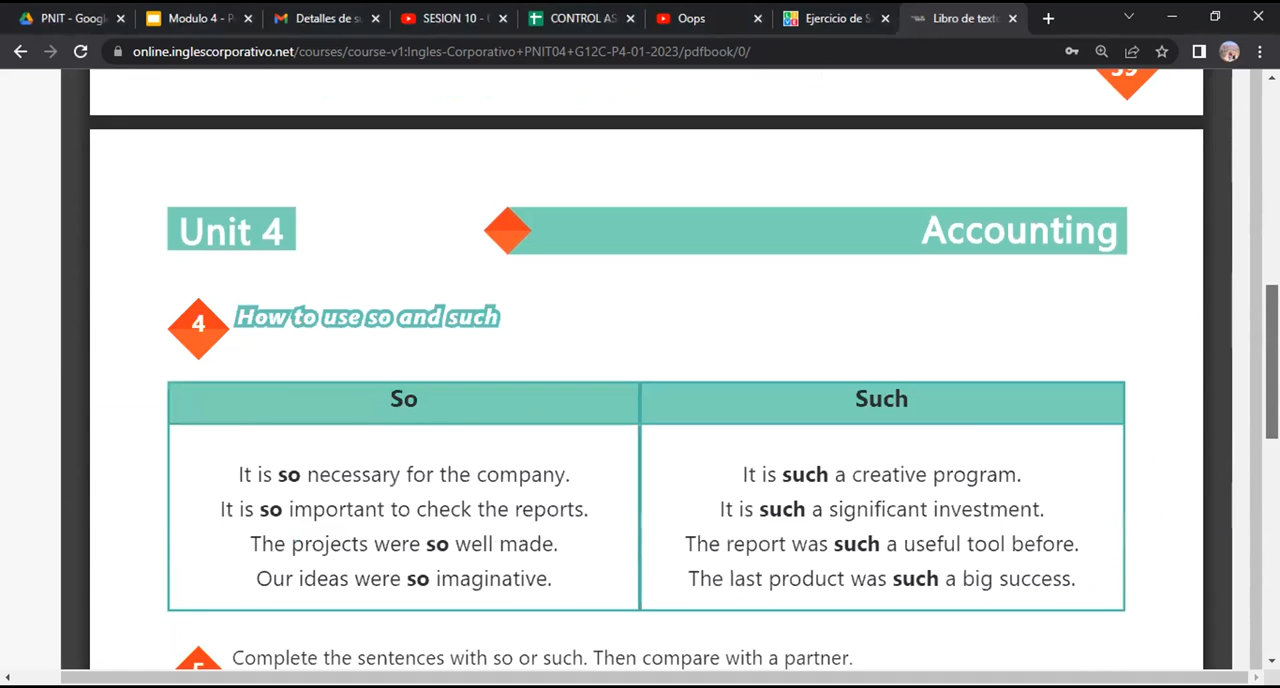 PNIT - Google
Modulo 4 - P
Detalles de su
SESION 10 -
CONTROL AS
Oops
Ejercicio de S
Libro de texto
online.inglescorporativo.net/courses/course-v1:Ingles-Corporativo+PNIT04+G12C-P4-01-2023/pdfbook/0/
39
Unit 4
Accounting
4
How to use so and such
So
Such
It is so necessary for the company.
It is such a creative program.
It is so important to check the reports.
It is such a significant investment.
The projects were so well made.
The report was such a useful tool before.
Our ideas were so imaginative.
The last product was such a big success.
5
Complete the sentences with so or such. Then compare with a partner.